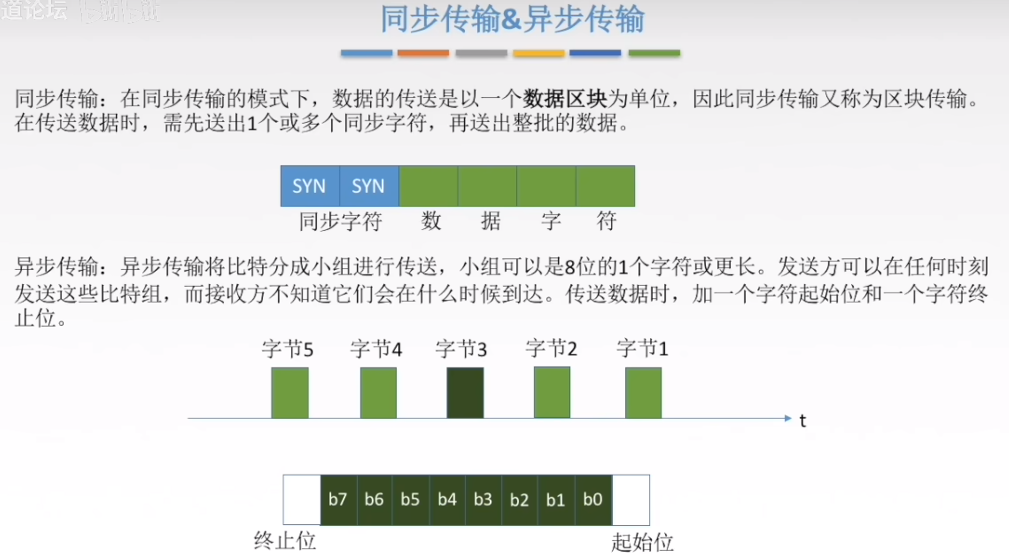 道论坛 bilibili
同步传输&异步传输
同步传输：在同步传输的模式下，数据的传送是以一个数据区块为单位，因此同步传输又称为区块传输。
在传送数据时，需先送出1个或多个同步字符，再送出整批的数据。
SYN SYN
同步字符 数 据 字 符
异步传输：异步传输将比特分成小组进行传送，小组可以是8位的1个字符或更长。发送方可以在任何时刻
发送这些比特组，而接收方不知道它们会在什么时候到达。传送数据时，加一个字符起始位和一个字符终
止位。
字节5 字节4 字节3 字节2 字节1
t
b7 b6 b5 b4 b3 b2 b1 b0
终止位 起始位